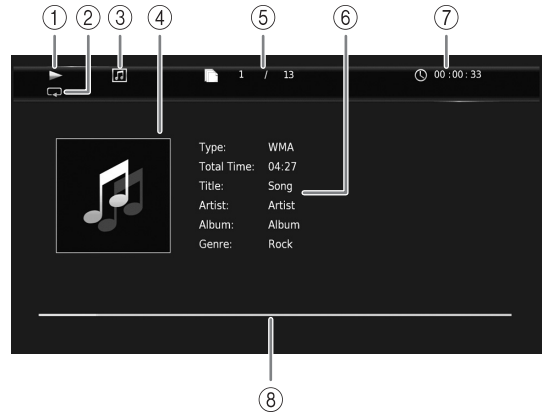 ① ② ③ ④ ⑤ ⑥ ⑦
1 / 13 00:00:33
Type: WMA
Total Time: 04:27
Title: Song
Artist: Artist
Album: Album
Genre: Rock
⑧